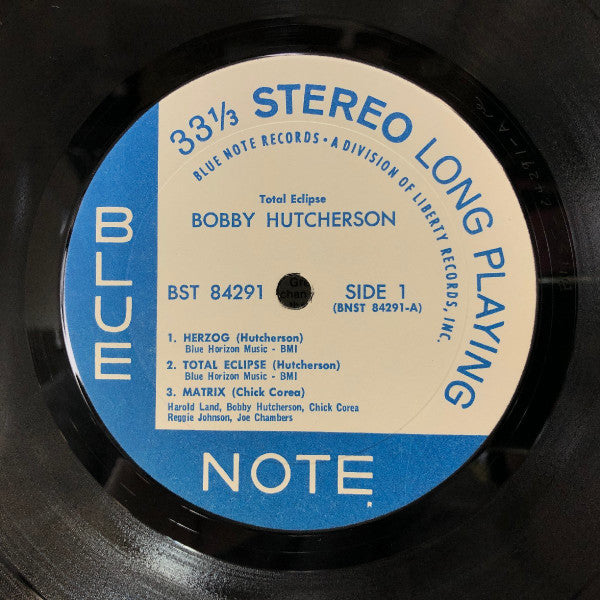 33 1/3 STEREO LONG PLAYING
BLUE NOTE RECORDS • A DIVISION OF LIBERTY RECORDS, INC.
Total Eclipse
BOBBY HUTCHERSON
BST 84291
SIDE 1
(BNST 84291-A)
1. HERZOG (Hutcherson)
Blue Horizon Music - BMI
2. TOTAL ECLIPSE (Hutcherson)
Blue Horizon Music - BMI
3. MATRIX (Chick Corea)
Harold Land, Bobby Hutcherson, Chick Corea
Reggie Johnson, Joe Chambers
BLUE
NOTE